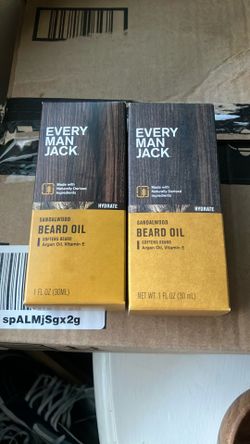 EVERY
MAN
JACK
Made with
Naturally Derived
Ingredients
HYDRATE
SANDALWOOD
BEARD OIL
SOFTENS BEARD
Argan Oil, Vitamin E
1 FL OZ (30ML)
EVERY
MAN
JACK
Made with
Naturally Derived
Ingredients
HYDRATE
SANDALWOOD
BEARD OIL
SOFTENS BEARD
Argan Oil, Vitamin E
NET WT 1 FL OZ (30 mL)
spALMjSgx2g